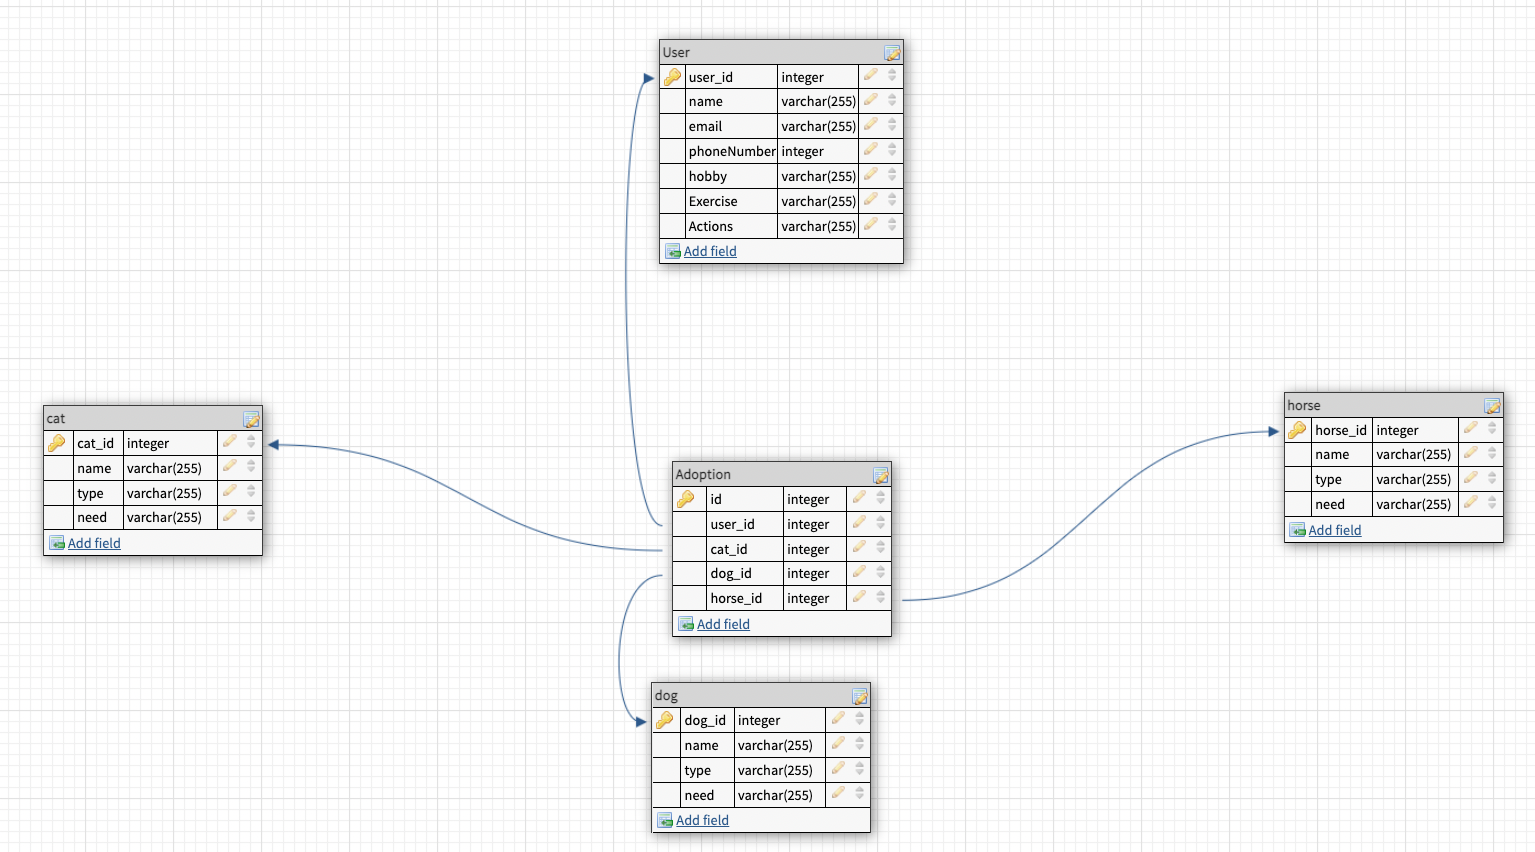 User
user_id integer
name varchar(255)
email varchar(255)
phoneNumber integer
hobby varchar(255)
Exercise varchar(255)
Actions varchar(255)
Add field
cat
cat_id integer
name varchar(255)
type varchar(255)
need varchar(255)
Add field
horse
horse_id integer
name varchar(255)
type varchar(255)
need varchar(255)
Add field
Adoption
id integer
user_id integer
cat_id integer
dog_id integer
horse_id integer
Add field
dog
dog_id integer
name varchar(255)
type varchar(255)
need varchar(255)
Add field